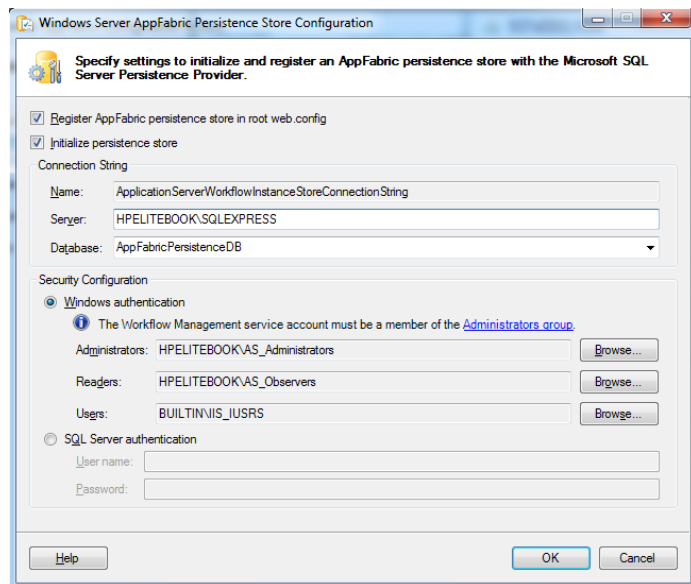 Windows Server AppFabric Persistence Store Configuration
Specify settings to initialize and register an AppFabric persistence store with the Microsoft SQL
Server Persistence Provider.
Register AppFabric persistence store in root web.config
Initialize persistence store
Connection String
Name: ApplicationServerWorkflowInstanceStoreConnectionString
Server: HPELITEBOOK\SQLEXPRESS
Database: AppFabricPersistenceDB
Security Configuration
Windows authentication
The Workflow Management service account must be a member of the Administrators group.
Administrators: HPELITEBOOK\AS_Administrators Browse...
Readers: HPELITEBOOK\AS_Observers Browse...
Users: BUILTIN\IIS_IUSRS Browse...
SQL Server authentication
User name:
Password:
Help OK Cancel